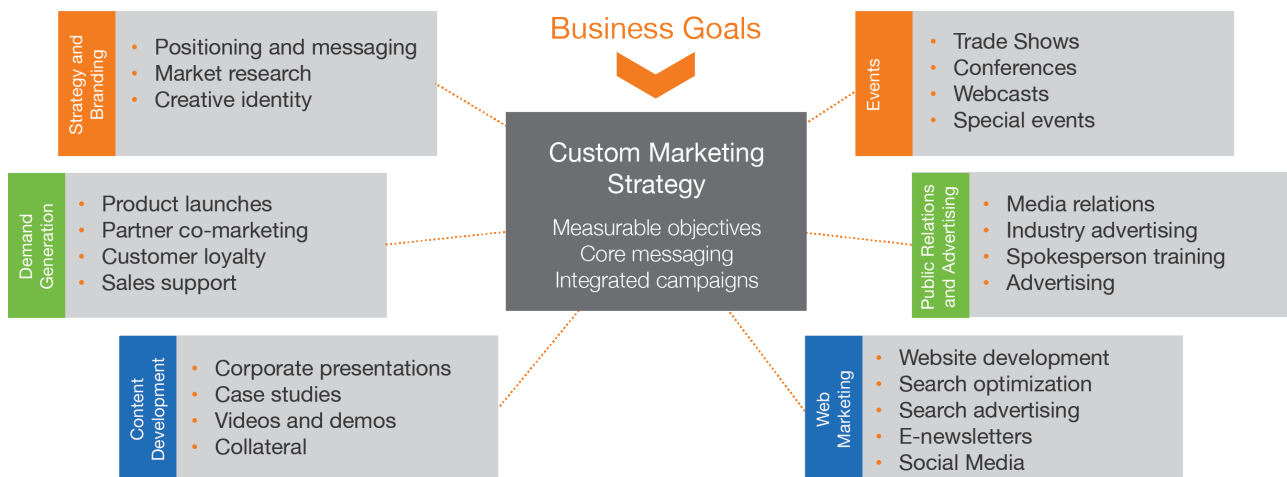 Business Goals
Custom Marketing
Strategy
Measurable objectives
Core messaging
Integrated campaigns
Strategy and
Branding
• Positioning and messaging
• Market research
• Creative identity
Demand
Generation
• Product launches
• Partner co-marketing
• Customer loyalty
• Sales support
Content
Development
• Corporate presentations
• Case studies
• Videos and demos
• Collateral
Events
• Trade Shows
• Conferences
• Webcasts
• Special events
Public Relations
and Advertising
• Media relations
• Industry advertising
• Spokesperson training
• Advertising
Web
Marketing
• Website development
• Search optimization
• Search advertising
• E-newsletters
• Social Media